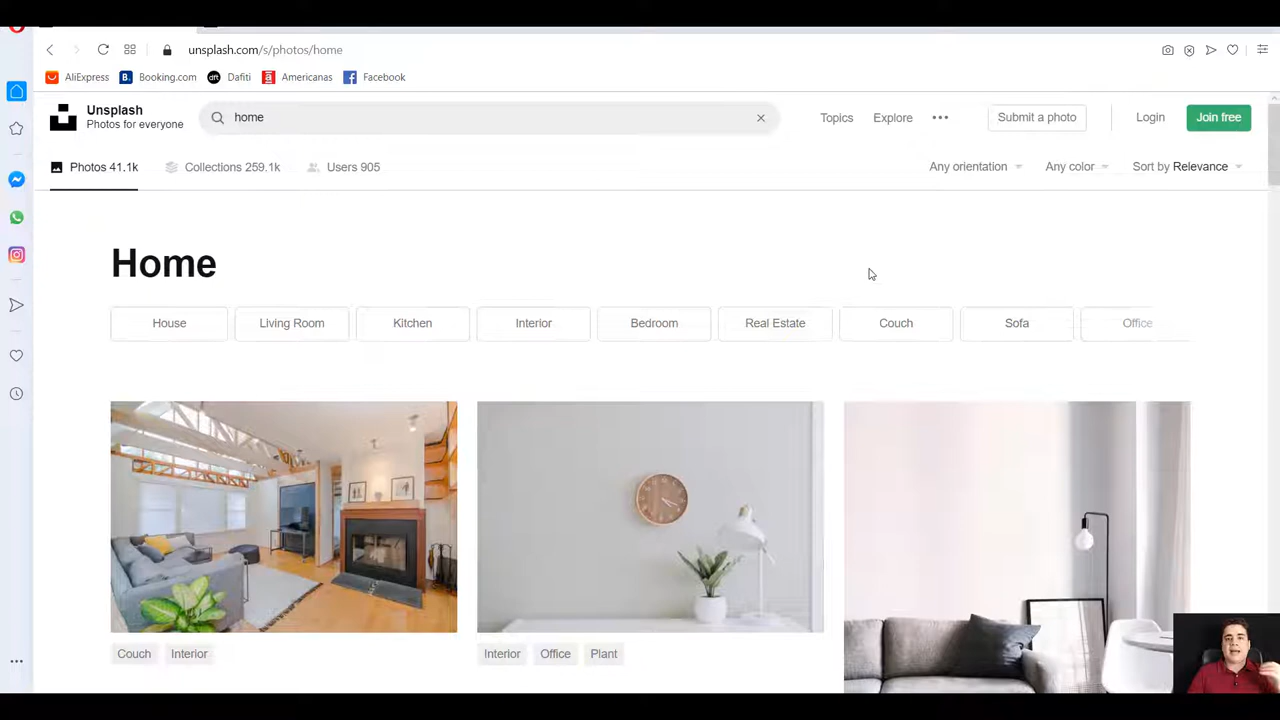 unsplash.com/s/photos/home
AliExpress B. Booking.com dft Dafiti a Americanas f Facebook
Unsplash
Photos for everyone
home
Topics Explore ••• Submit a photo Login Join free
Photos 41.1k Collections 259.1k Users 905 Any orientation Any color Sort by Relevance
Home
House Living Room Kitchen Interior Bedroom Real Estate Couch Sofa Office
Couch Interior Interior Office Plant